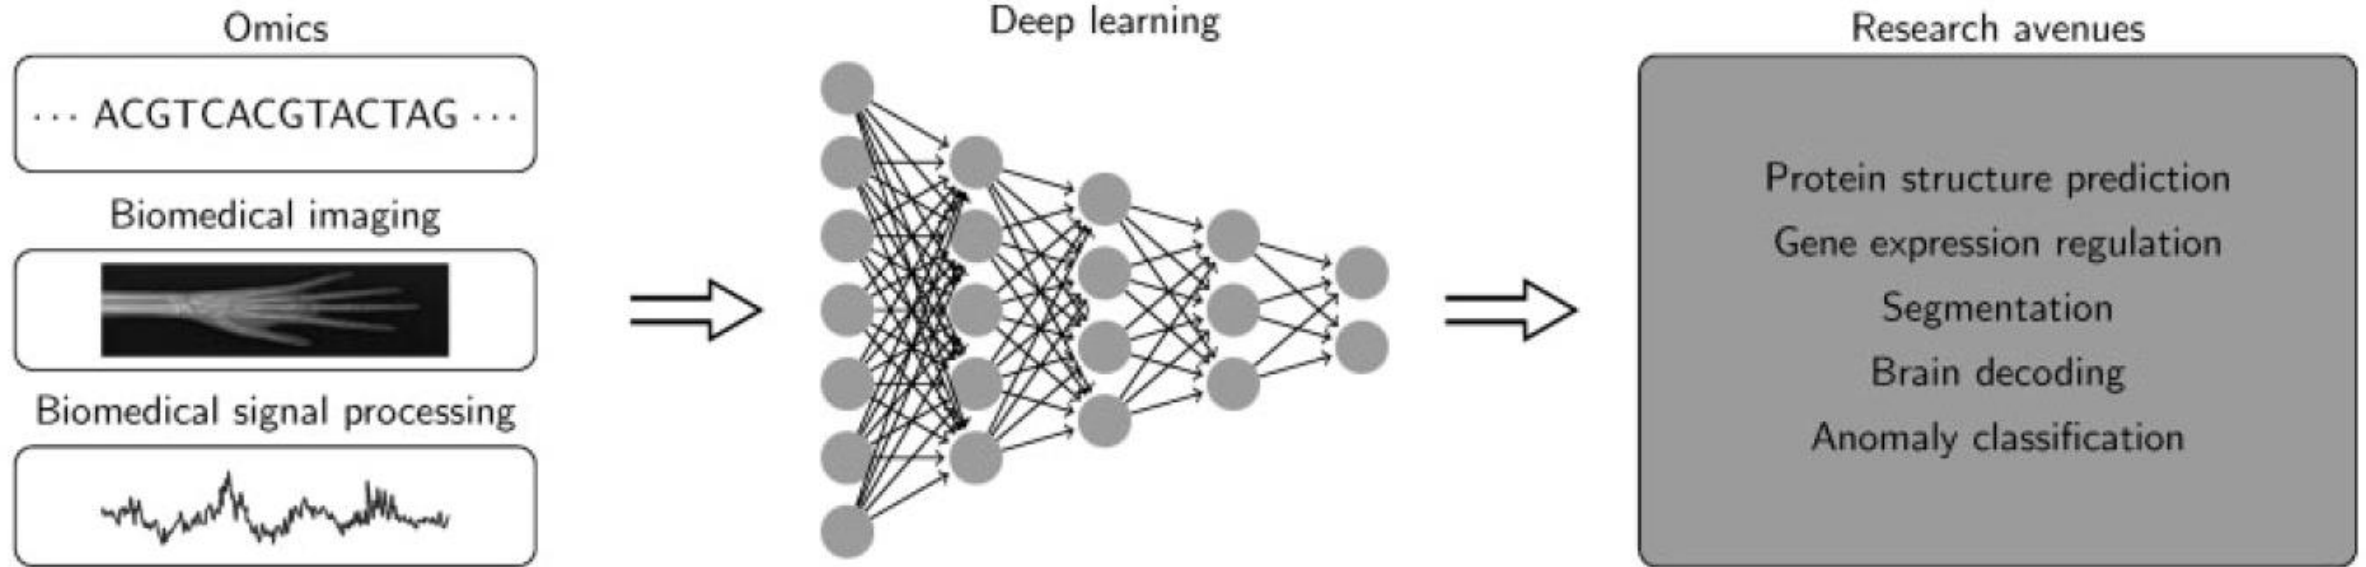 Omics
··· ACGTCACGTACTAG ···
Biomedical imaging
Biomedical signal processing
Deep learning
Research avenues
Protein structure prediction
Gene expression regulation
Segmentation
Brain decoding
Anomaly classification